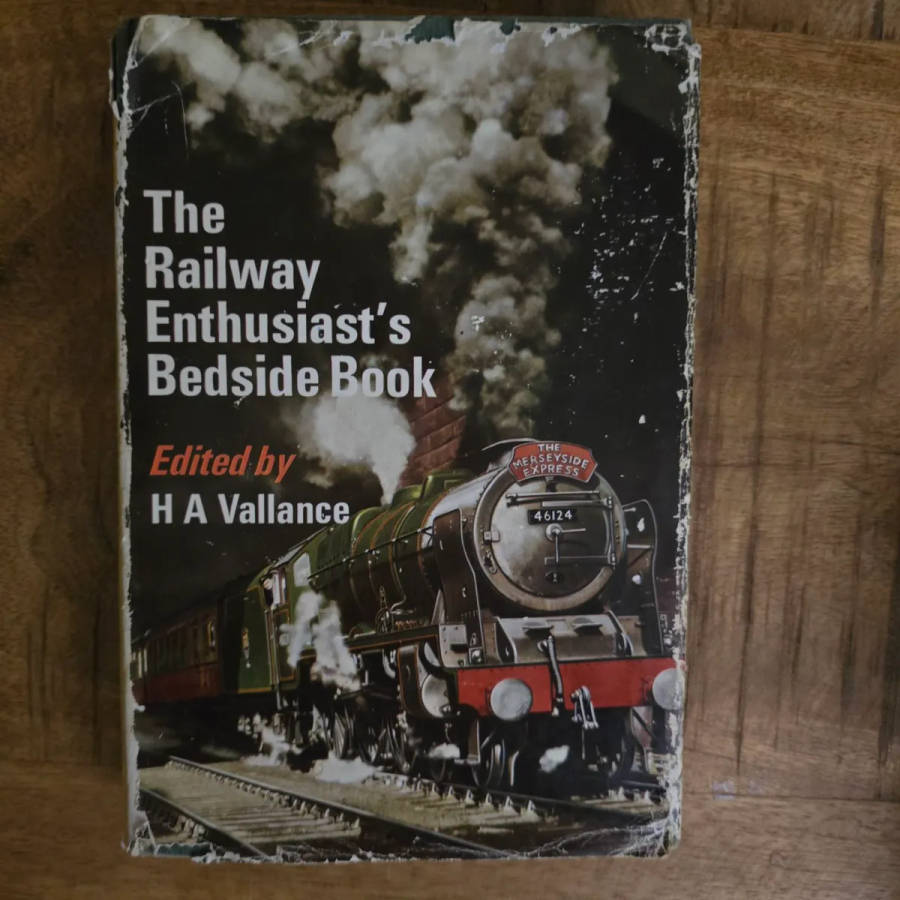 The
Railway
Enthusiast's
Bedside Book
Edited by
H A Vallance
THE
MERSEYSIDE
EXPRESS
46124